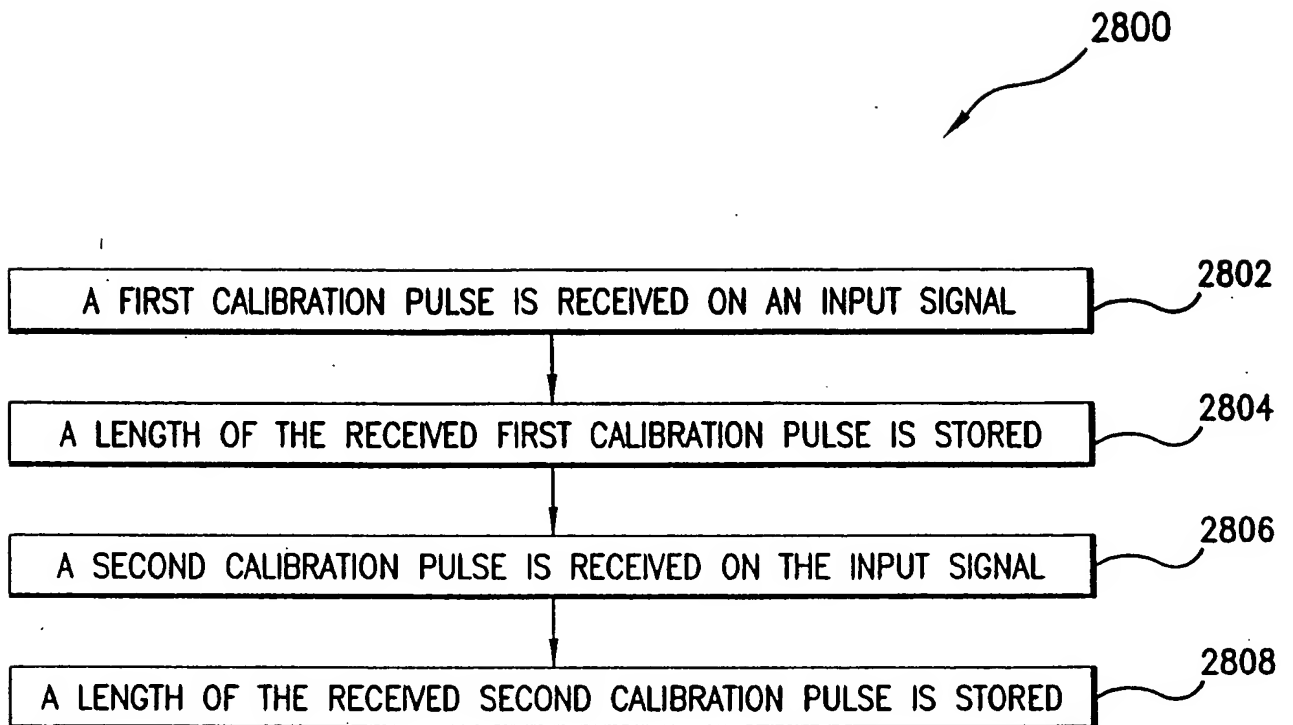 2800
A FIRST CALIBRATION PULSE IS RECEIVED ON AN INPUT SIGNAL
2802
A LENGTH OF THE RECEIVED FIRST CALIBRATION PULSE IS STORED
2804
A SECOND CALIBRATION PULSE IS RECEIVED ON THE INPUT SIGNAL
2806
A LENGTH OF THE RECEIVED SECOND CALIBRATION PULSE IS STORED
2808